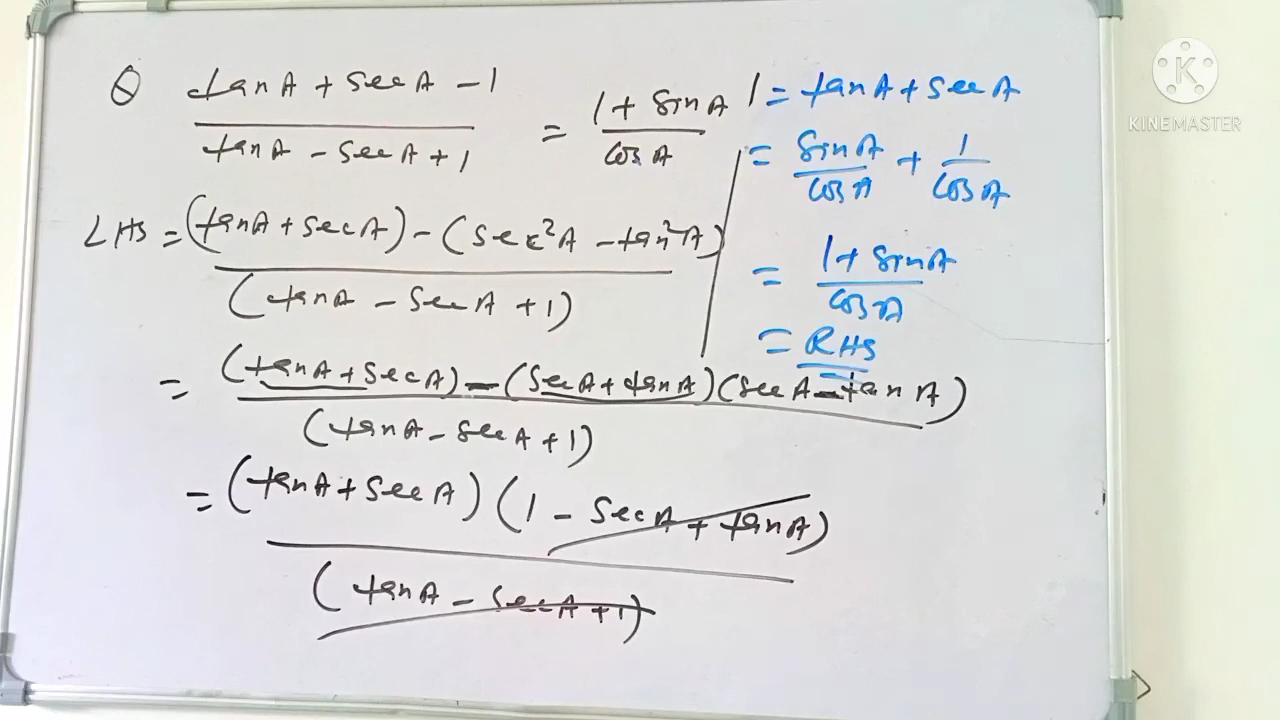 Q (tanA + secA - 1)/(tanA - secA + 1) = (1 + SinA)/(cosA)
LHS = ((tanA + secA) - (sec²A - tan²A))/((tanA - secA + 1))
= ((tanA + secA) - (secA + tanA)(secA - tanA))/((tanA - secA + 1))
= ((tanA + secA)(1 - secA + tanA))/((tanA - secA + 1))
= tanA + secA
= SinA/cosA + 1/cosA
= (1 + SinA)/(cosA)
= RHS
K
KINEMASTER